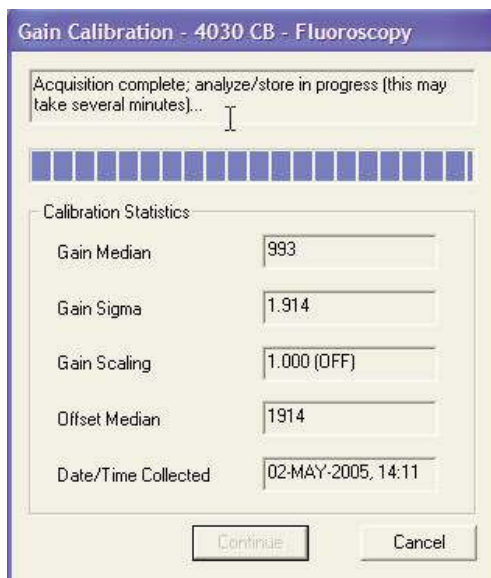 Gain Calibration - 4030 CB - Fluoroscopy
Acquisition complete; analyze/store in progress (this may
take several minutes)...
Calibration Statistics
Gain Median 993
Gain Sigma 1.914
Gain Scaling 1.000 (OFF)
Offset Median 1914
Date/Time Collected 02-MAY-2005, 14:11
Continue Cancel